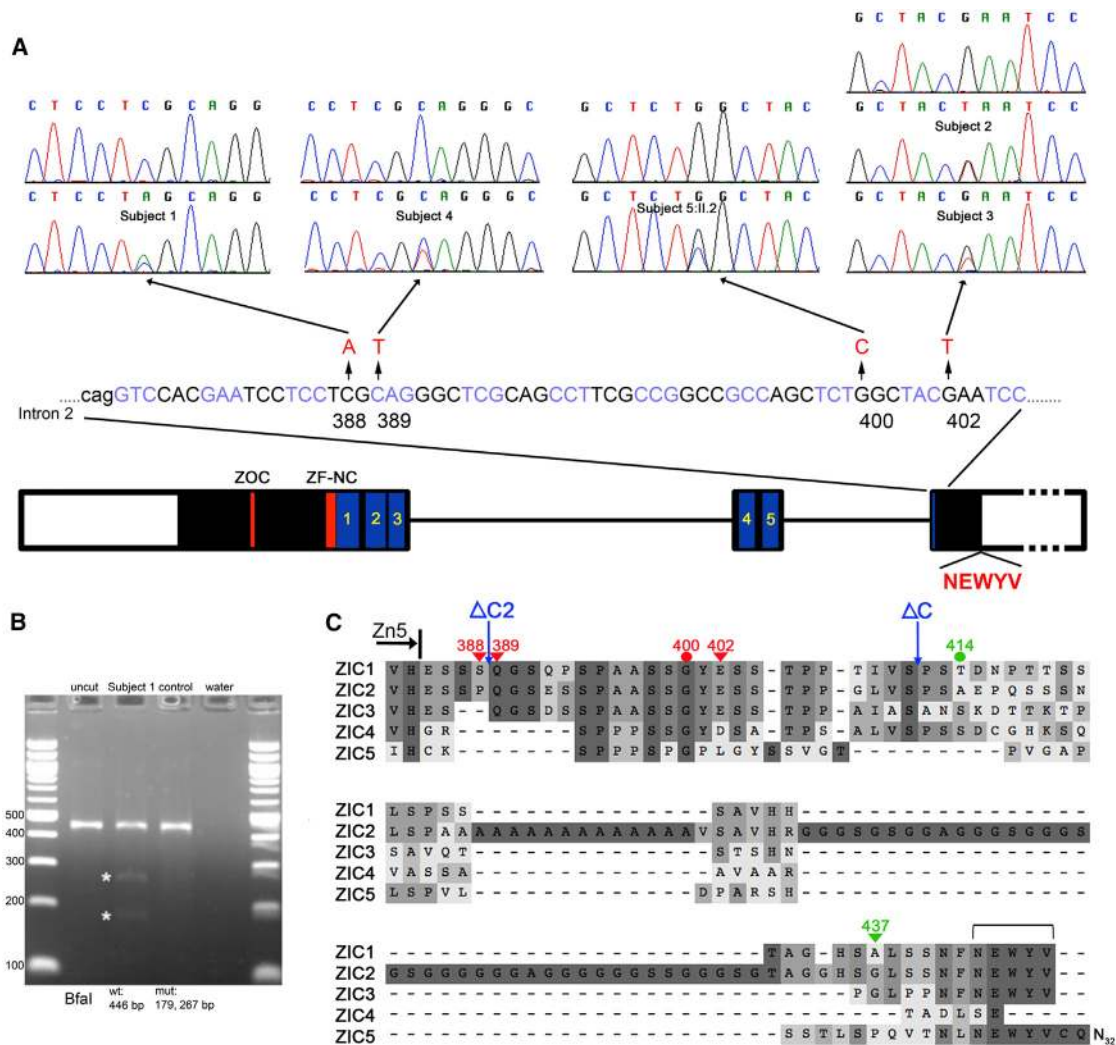 A
G C T A C G A A T C C
C T C C T C G C A G G
C C T C G C A G G G C
G C T C T G G C T A C
G C T A C T A A T C C
Subject 2
C T C C T A G C A G G
Subject 1
C C T C G C A G G G C
Subject 4
G C T C T G G C T A C
Subject 5:II.2
G C T A C G A A T C C
Subject 3
A T C T
.....cagGTCCACGAATCCTCCTCGCAGGGCTCGCAGCCTTCGCCGGCCGCCAGCTCTGGCTACGAATCC........
Intron 2
388 389 400 402
ZOC ZF-NC
1 2 3 4 5
NEWYV
B
uncut Subject 1 control water
500
400
300
200
100
*
*
BfaI
wt:
446 bp
mut:
179, 267 bp
C
ΔC2 ΔC
Zn5
388 389 400 402 414
ZIC1 V H E S S S Q G S Q P S P A A S S G Y E S S - T P P - T I V S P S T D N P T T S S
ZIC2 V H E S S P Q G S E S S P A A S S G Y E S S - T P P - G L V S P S A E P Q S S S N
ZIC3 V H E S - - Q G S D S S P A A S S G Y E S S - T P P - A I A S A N S K D T T K T P
ZIC4 V H G R - - - - - - - S P P P S S G Y D S A - T P S - A L V S P S S D C G H K S Q
ZIC5 I H C K - - - - - - - S P P P S P G P L G Y S S V G T - - - - - - - - - P V G A P
ZIC1 L S P S S - - - - - - - - - - - - - - S A V H H - - - - - - - - - - - - - - - - -
ZIC2 L S P A A A A A A A A A A A A A A A A V S A V H R G G G S G S G G A G G G S G G G S
ZIC3 S A V Q T - - - - - - - - - - - - - - S T S H N - - - - - - - - - - - - - - - - -
ZIC4 V A S S A - - - - - - - - - - - - - - A V A A R - - - - - - - - - - - - - - - - -
ZIC5 L S P V L - - - - - - - - - - - - - D P A R S H - - - - - - - - - - - - - - - - -
437
ZIC1 - - - - - - - - - - - - - - - - - - - - - - T A G - H S A L S S N F N E W Y V - -
ZIC2 G S G G G G G G A G G G G G G S S G G G S G T A G G H S G L S S N F N E W Y V - -
ZIC3 - - - - - - - - - - - - - - - - - - - - - - - - - - - P G L P P N F N E W Y V - -
ZIC4 - - - - - - - - - - - - - - - - - - - - - - - - - - - - - - T A D L S E - - - - -
ZIC5 - - - - - - - - - - - - - - - - - - - - - - - S S T L S P Q V T N L N E W Y V C Q N32